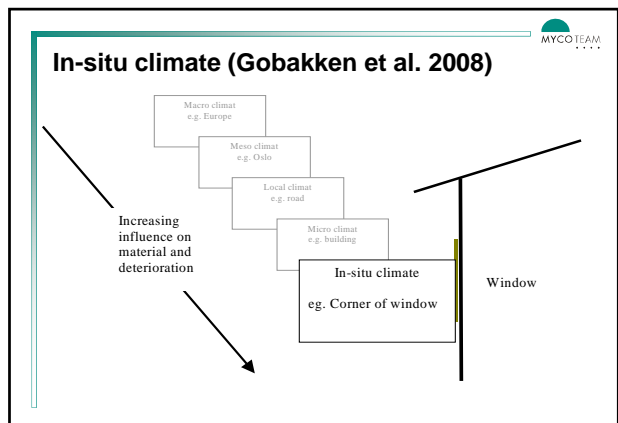 MYCOTEAM
In-situ climate (Gobakken et al. 2008)
Macro climat
e.g. Europe
Meso climat
e.g. Oslo
Local climat
e.g. road
Micro climat
e.g. building
Increasing
influence on
material and
deterioration
In-situ climate
eg. Corner of window
Window